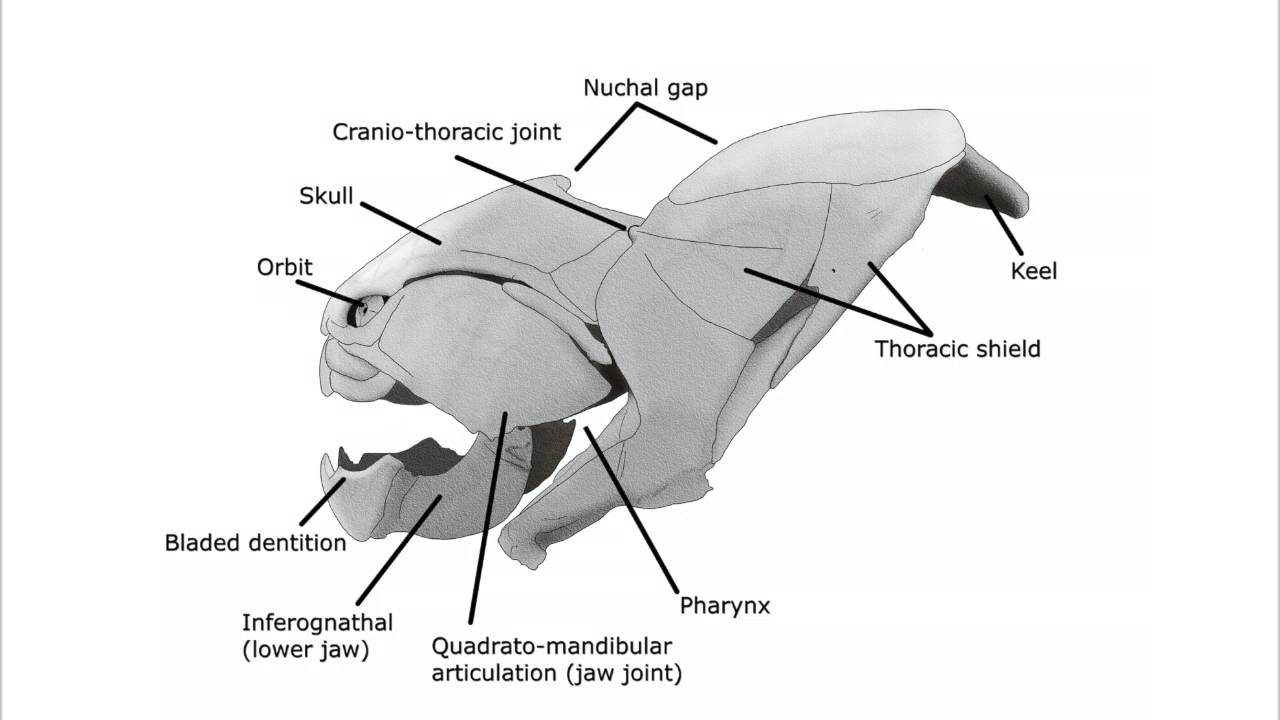 Nuchal gap
Cranio-thoracic joint
Skull
Orbit
Keel
Thoracic shield
Bladed dentition
Pharynx
Inferognathal
(lower jaw)
Quadrato-mandibular
articulation (jaw joint)